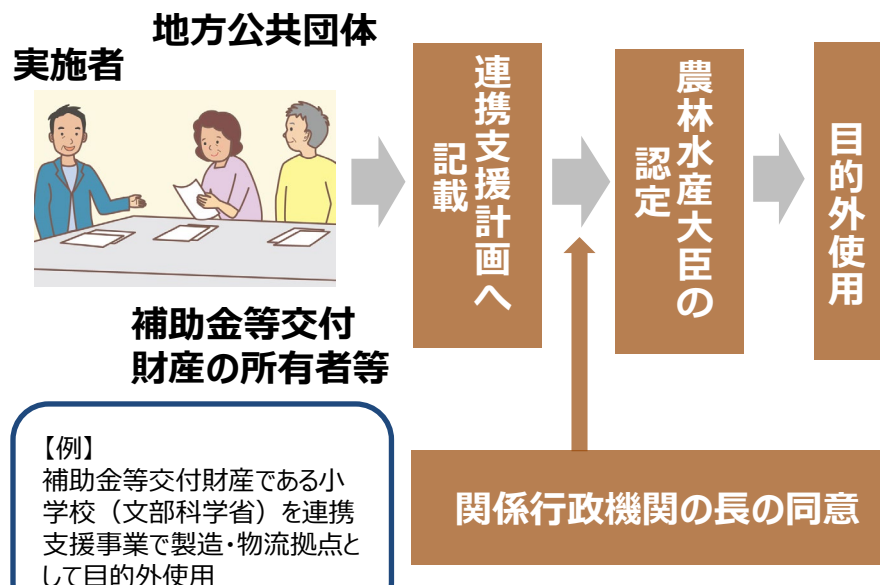 地方公共団体
実施者
補助金等交付
財産の所有者等
連携支援計画へ
記載
農林水産大臣の
認定
目的外使用
関係行政機関の長の同意
【例】
補助金等交付財産である小
学校（文部科学省）を連携
支援事業で製造・物流拠点と
して目的外使用